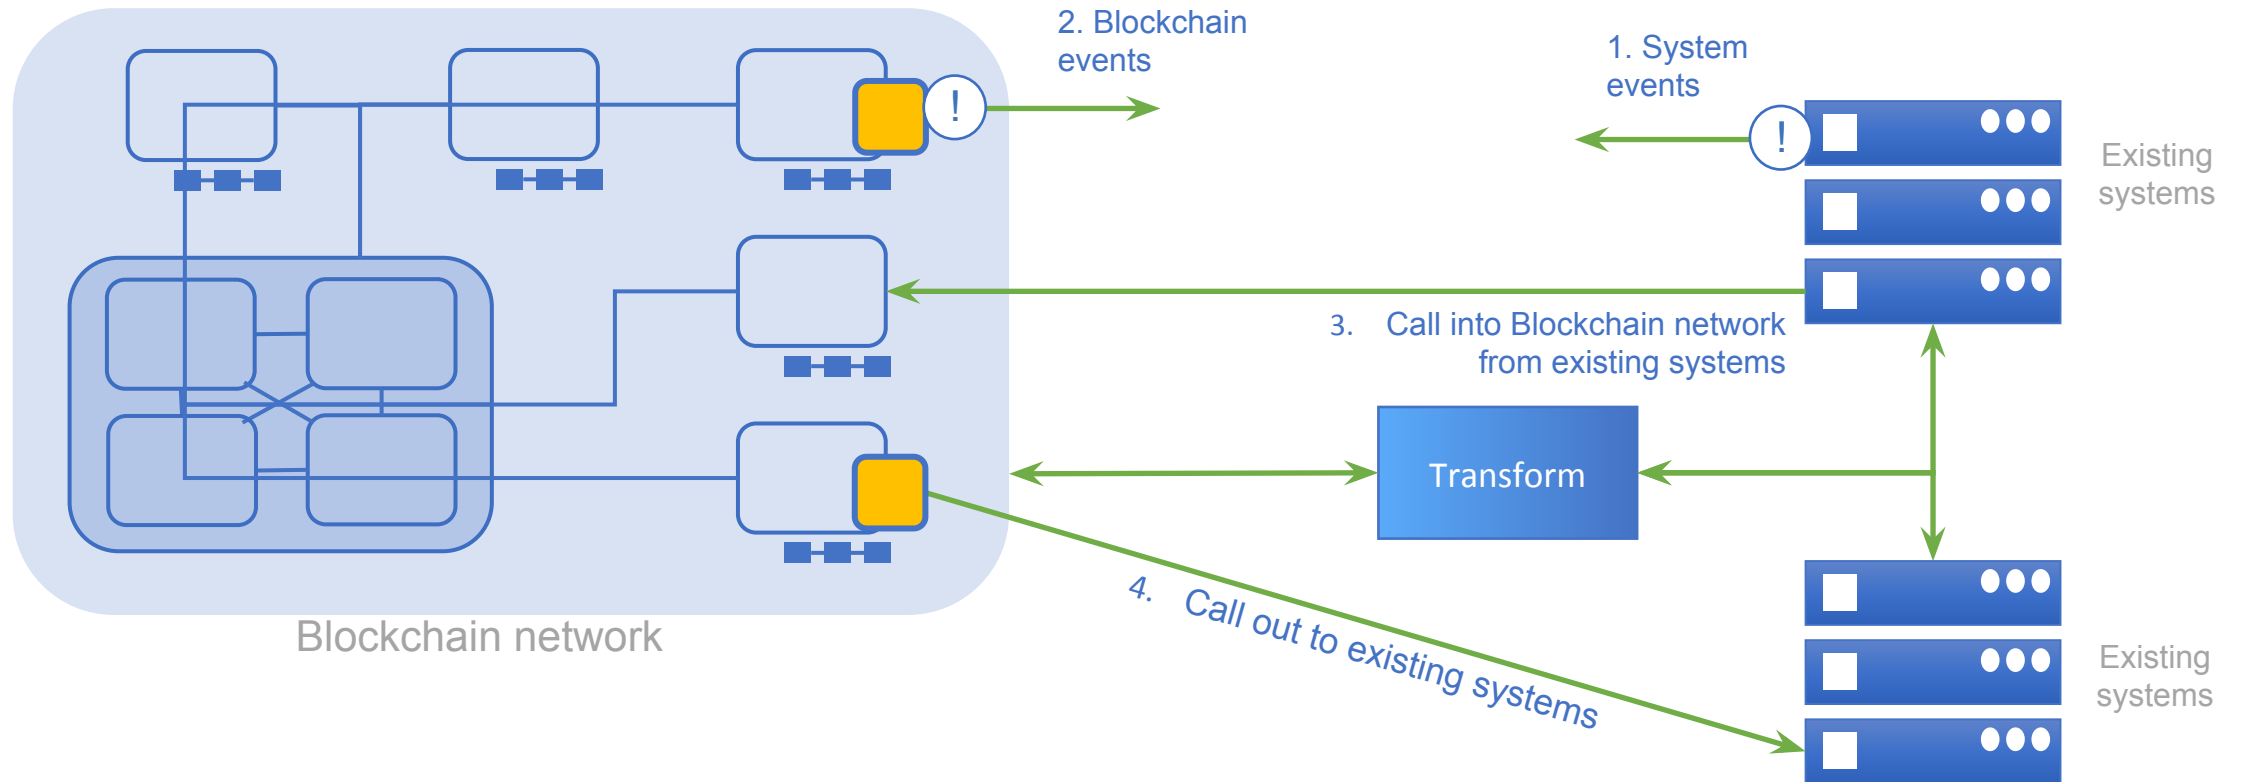 2. Blockchain
events
1. System
events
!
!
Existing
systems
3. Call into Blockchain network
from existing systems
Transform
4. Call out to existing systems
Blockchain network
Existing
systems